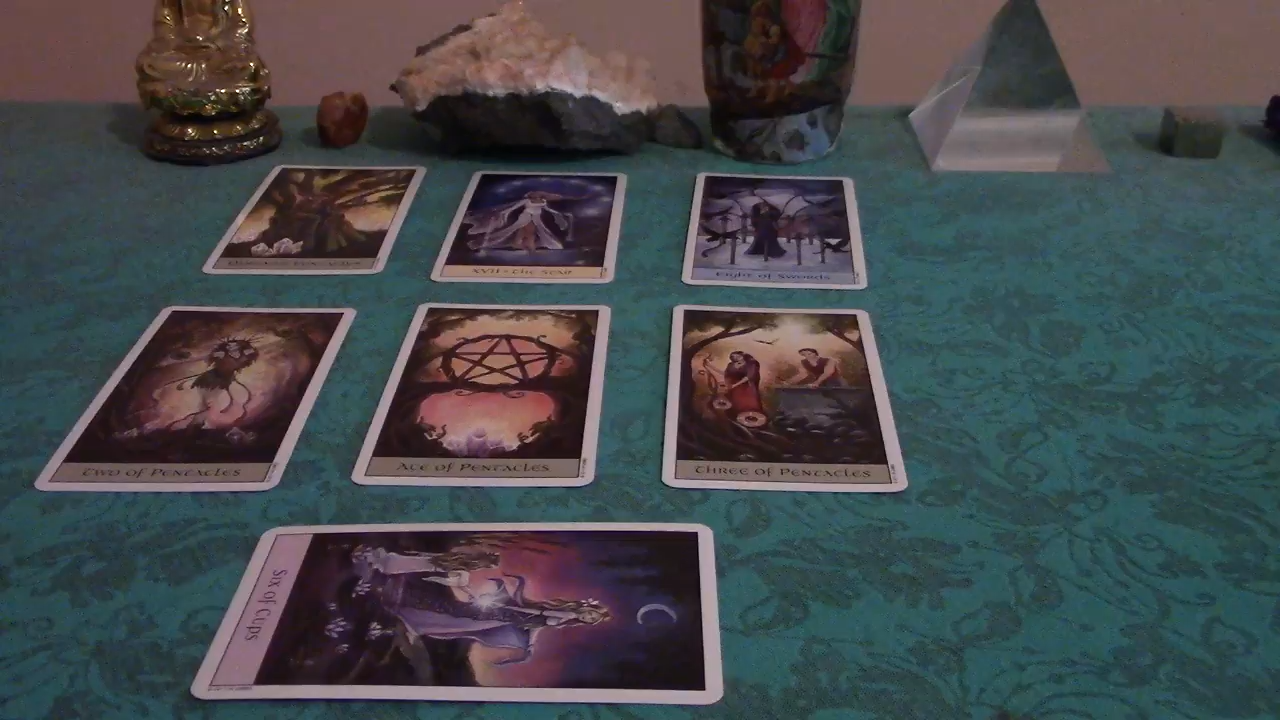 XVII • The Star
Eight of Swords
Two of Pentacles
Ace of Pentacles
Three of Pentacles
Six of Cups